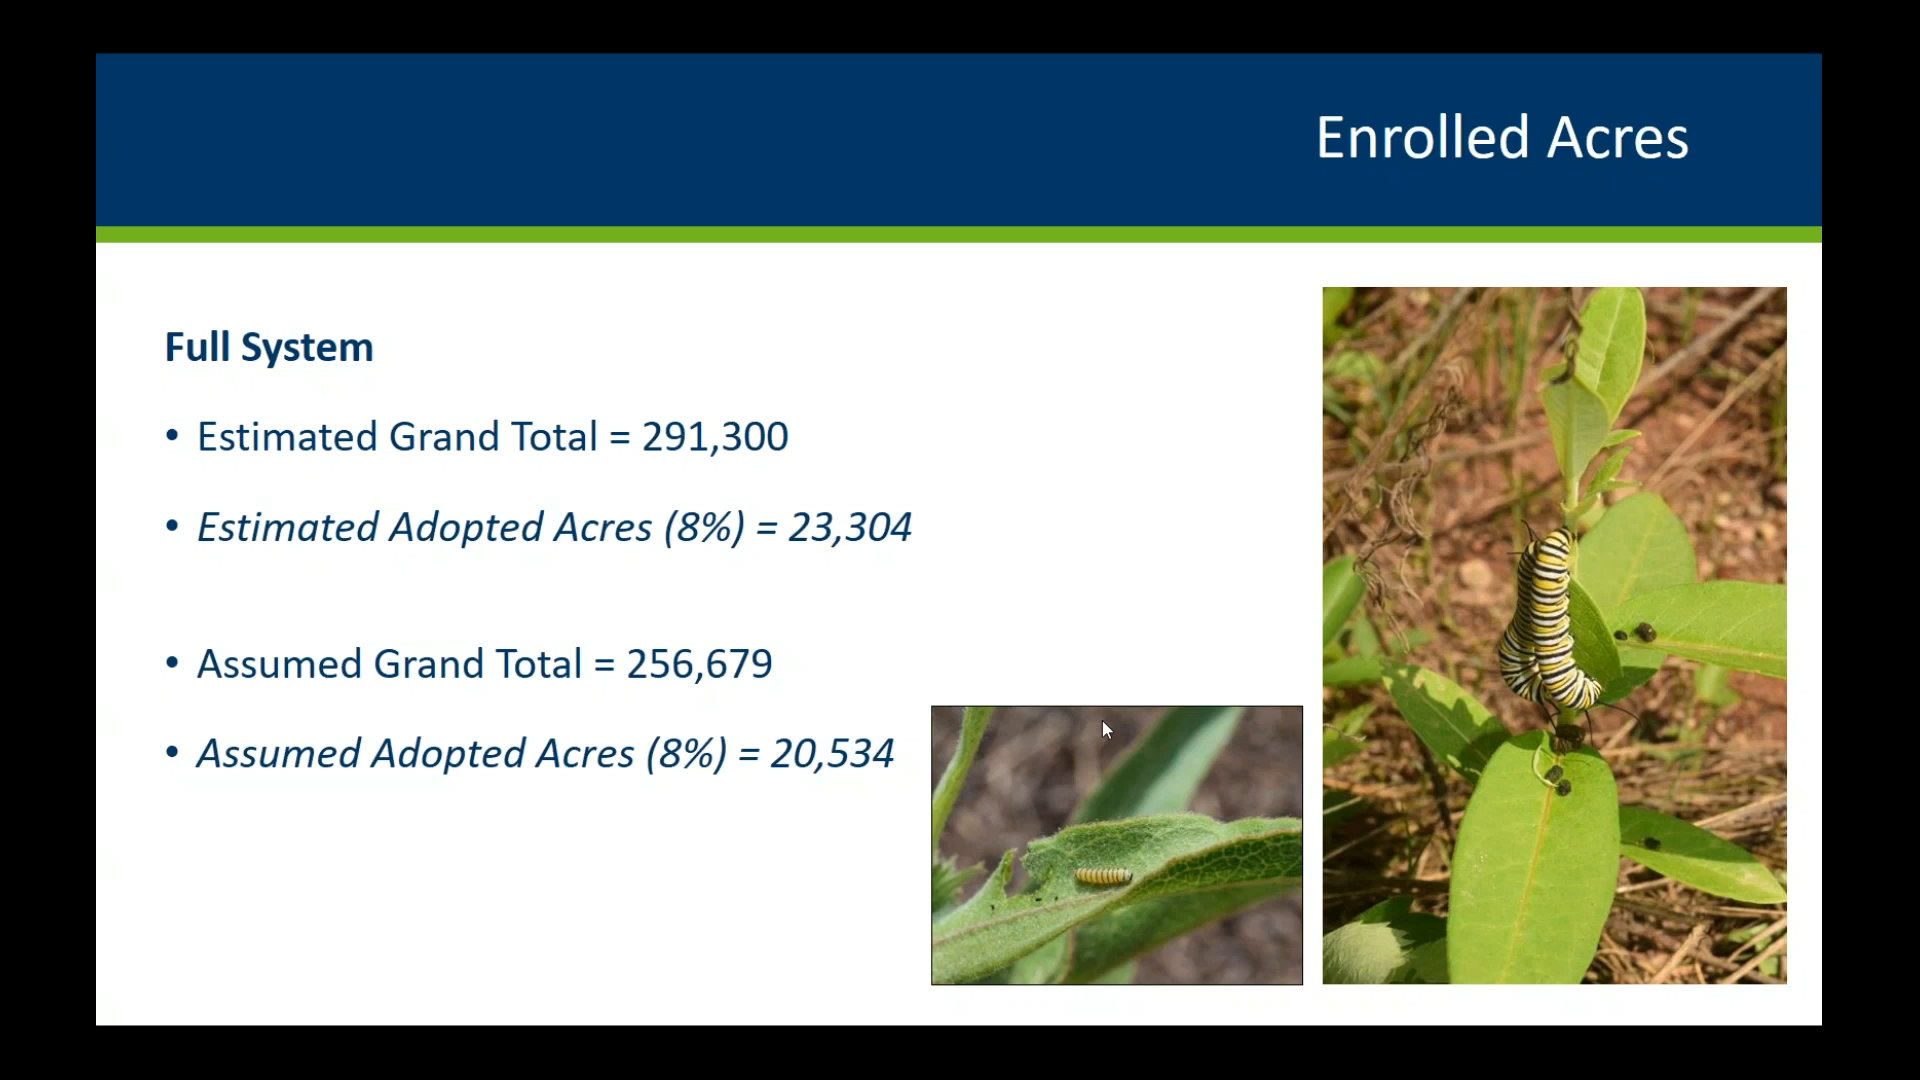 Enrolled Acres
Full System
• Estimated Grand Total = 291,300
• Estimated Adopted Acres (8%) = 23,304
• Assumed Grand Total = 256,679
• Assumed Adopted Acres (8%) = 20,534